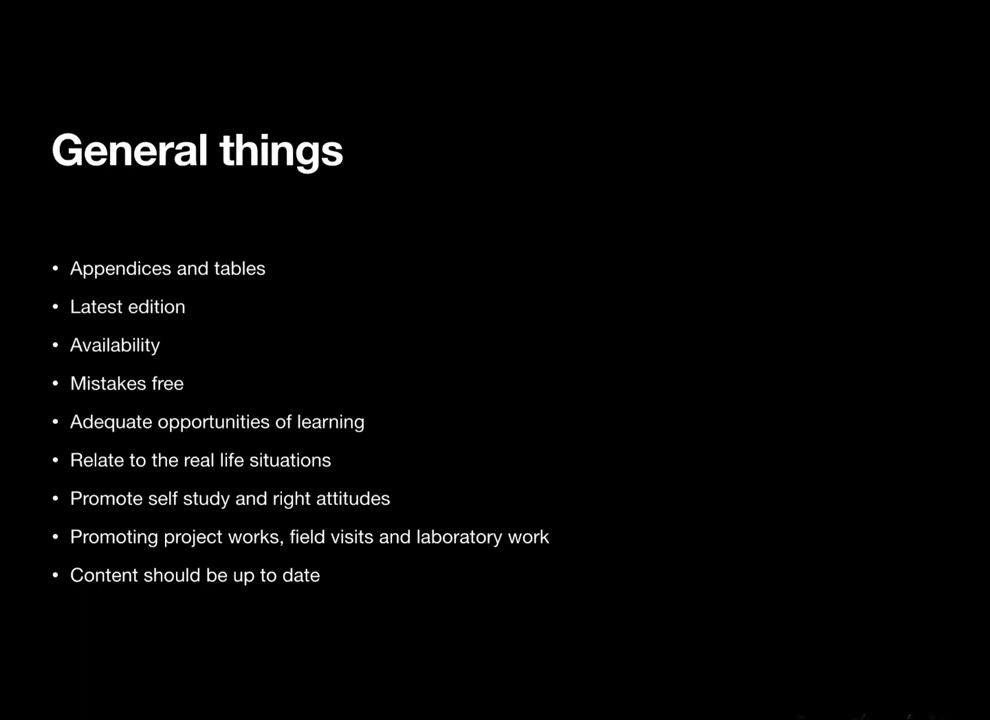 General things
• Appendices and tables
• Latest edition
• Availability
• Mistakes free
• Adequate opportunities of learning
• Relate to the real life situations
• Promote self study and right attitudes
• Promoting project works, field visits and laboratory work
• Content should be up to date